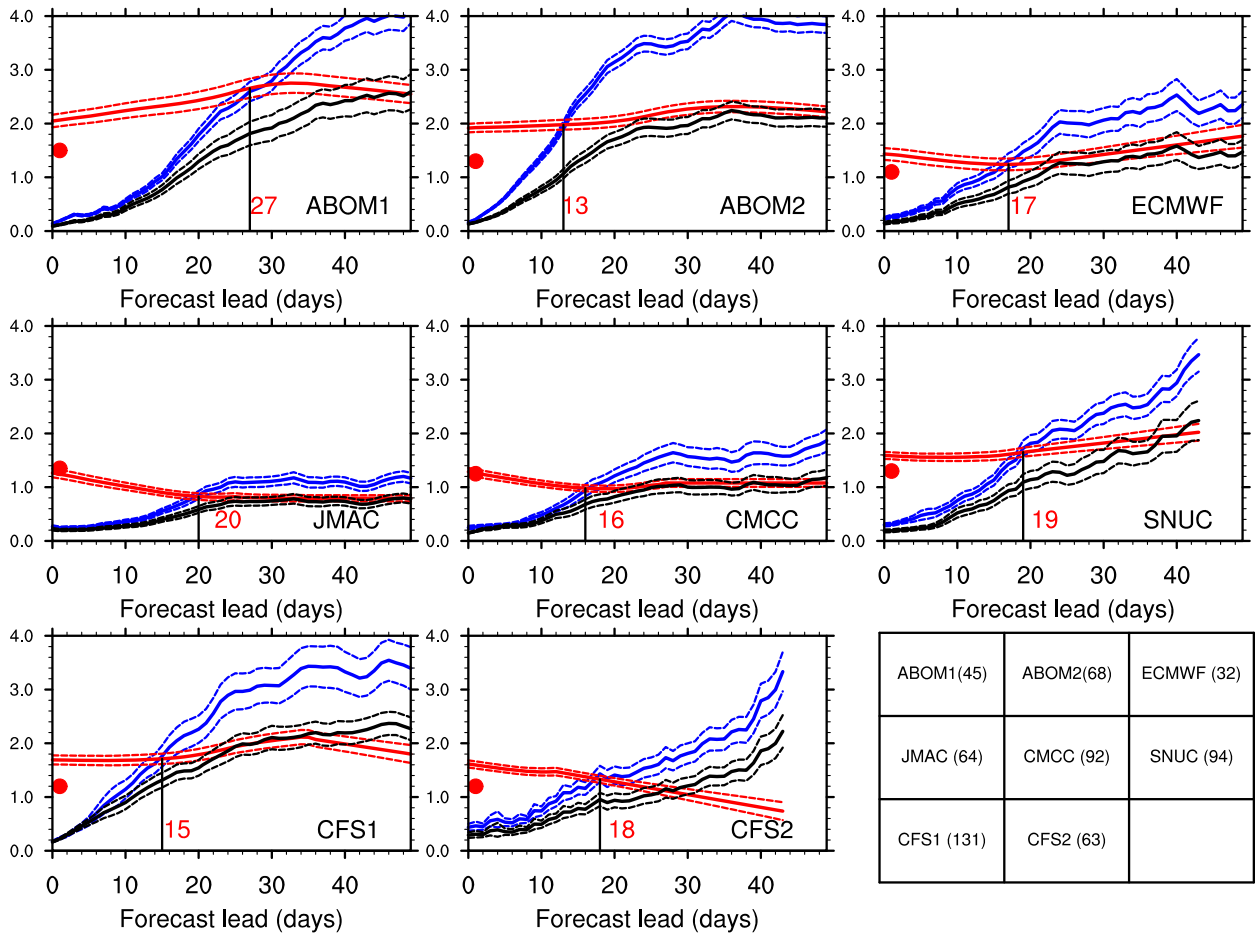 4.0
3.0
2.0
1.0
0.0
27
ABOM1
0 10 20 30 40
Forecast lead (days)
4.0
3.0
2.0
1.0
0.0
13
ABOM2
0 10 20 30 40
Forecast lead (days)
4.0
3.0
2.0
1.0
0.0
17
ECMWF
0 10 20 30 40
Forecast lead (days)
4.0
3.0
2.0
1.0
0.0
20
JMAC
0 10 20 30 40
Forecast lead (days)
4.0
3.0
2.0
1.0
0.0
16
CMCC
0 10 20 30 40
Forecast lead (days)
4.0
3.0
2.0
1.0
0.0
19
SNUC
0 10 20 30 40
Forecast lead (days)
4.0
3.0
2.0
1.0
0.0
15
CFS1
0 10 20 30 40
Forecast lead (days)
4.0
3.0
2.0
1.0
0.0
18
CFS2
0 10 20 30 40
Forecast lead (days)
ABOM1(45) ABOM2(68) ECMWF (32)
JMAC (64) CMCC (92) SNUC (94)
CFS1 (131) CFS2 (63)